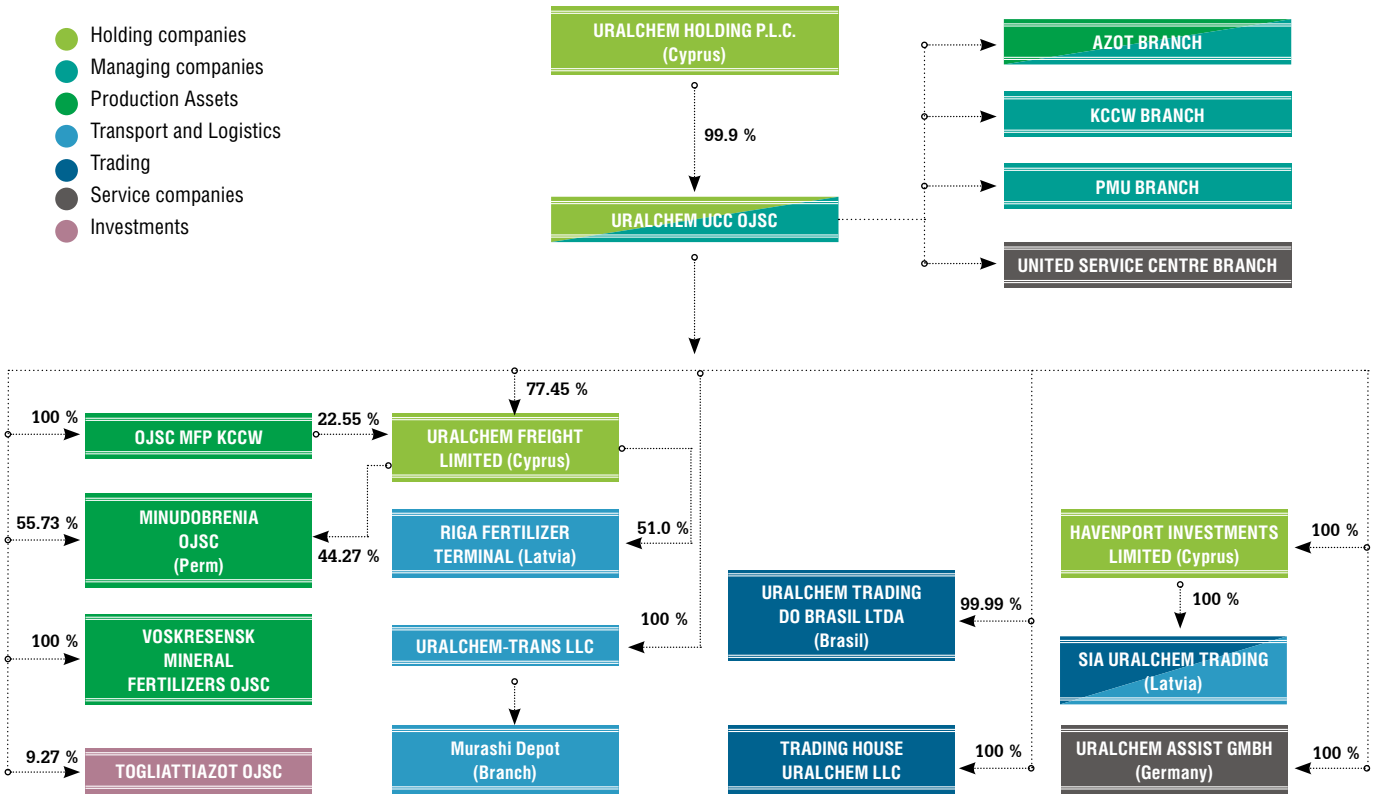 Holding companies
Managing companies
Production Assets
Transport and Logistics
Trading
Service companies
Investments
URALCHEM HOLDING P.L.C.
(Cyprus)
99.9 %
URALCHEM UCC OJSC
AZOT BRANCH
KCCW BRANCH
PMU BRANCH
UNITED SERVICE CENTRE BRANCH
77.45 %
100 %
OJSC MFP KCCW
22.55 %
URALCHEM FREIGHT
LIMITED (Cyprus)
55.73 %
MINUDOBRENIA
OJSC
(Perm)
44.27 %
RIGA FERTILIZER
TERMINAL (Latvia)
51.0 %
100 %
VOSKRESENSK
MINERAL
FERTILIZERS OJSC
URALCHEM-TRANS LLC
100 %
9.27 %
TOGLIATTIAZOT OJSC
Murashi Depot
(Branch)
URALCHEM TRADING
DO BRASIL LTDA
(Brasil)
99.99 %
TRADING HOUSE
URALCHEM LLC
100 %
HAVENPORT INVESTMENTS
LIMITED (Cyprus)
100 %
100 %
SIA URALCHEM TRADING
(Latvia)
URALCHEM ASSIST GMBH
(Germany)
100 %